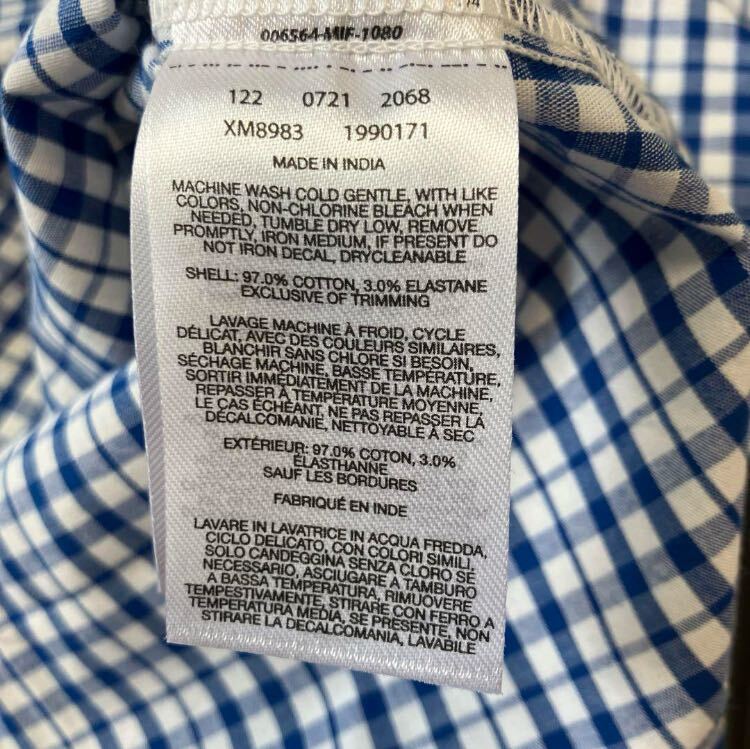 006564-MIF-1080
122 0721 2068
XM8983 1990171
MADE IN INDIA
MACHINE WASH COLD GENTLE, WITH LIKE
COLORS, NON-CHLORINE BLEACH WHEN
NEEDED, TUMBLE DRY LOW, REMOVE
PROMPTLY, IRON MEDIUM, IF PRESENT DO
NOT IRON DECAL, DRYCLEANABLE
SHELL: 97.0% COTTON, 3.0% ELASTANE
EXCLUSIVE OF TRIMMING
LAVAGE MACHINE À FROID, CYCLE
DÉLICAT, AVEC DES COULEURS SIMILAIRES,
BLANCHIR SANS CHLORE SI BESOIN,
SÉCHAGE MACHINE, BASSE TEMPÉRATURE,
SORTIR IMMÉDIATEMENT DE LA MACHINE,
REPASSER À TEMPÉRATURE MOYENNE,
LE CAS ÉCHÉANT, NE PAS REPASSER LA
DÉCALCOMANIE, NETTOYABLE À SEC
EXTÉRIEUR: 97.0% COTON, 3.0%
ÉLASTHANNE
SAUF LES BORDURES
FABRIQUÉ EN INDE
LAVARE IN LAVATRICE IN ACQUA FREDDA,
CICLO DELICATO, CON COLORI SIMILI,
SOLO CANDEGGINA SENZA CLORO SE
NECESSARIO, ASCIUGARE A TAMBURO
A BASSA TEMPERATURA, RIMUOVERE
TEMPESTIVAMENTE, STIRARE CON FERRO A
TEMPERATURA MEDIA, SE PRESENTE, NON
STIRARE LA DECALCOMANIA, LAVABILE